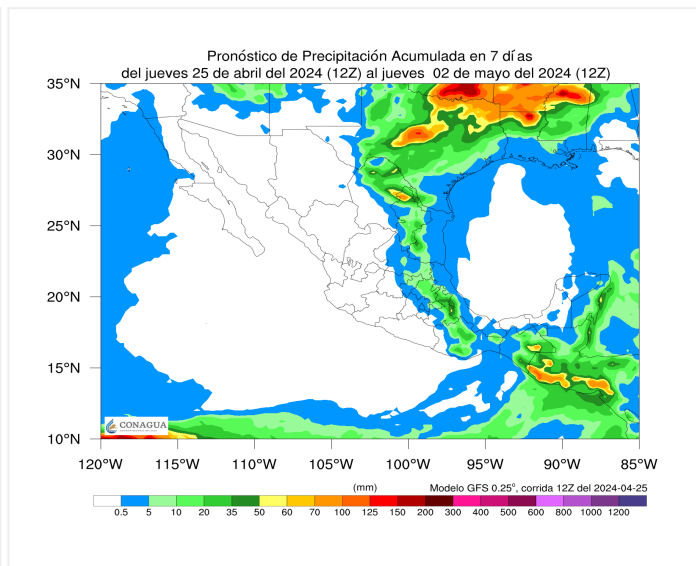 Pronóstico de Precipitación Acumulada en 7 días
del jueves 25 de abril del 2024 (12Z) al jueves 02 de mayo del 2024 (12Z)
35°N
30°N
25°N
20°N
15°N
10°N
CONAGUA
120°W 115°W 110°W 105°W 100°W 95°W 90°W 85°W
(mm) Modelo GFS 0.25°, corrida 12Z del 2024-04-25
0.5 5 10 20 35 50 60 70 100 125 150 200 300 400 500 600 800 1000 1200